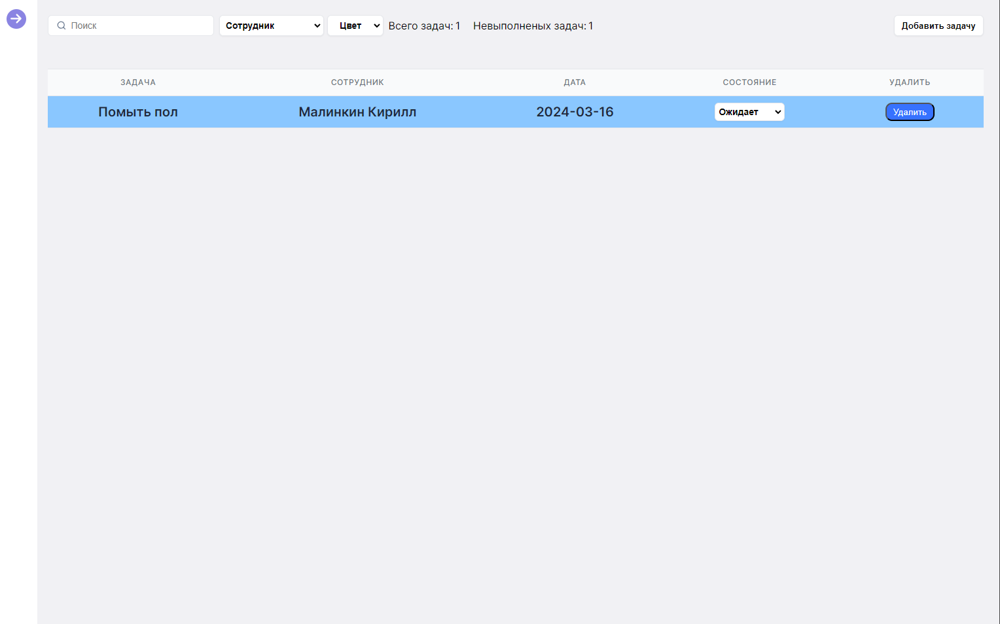 Поиск Сотрудник Цвет Всего задач: 1 Невыполненых задач: 1 Добавить задачу
ЗАДАЧА СОТРУДНИК ДАТА СОСТОЯНИЕ УДАЛИТЬ
Помыть пол Малинкин Кирилл 2024-03-16 Ожидает Удалить